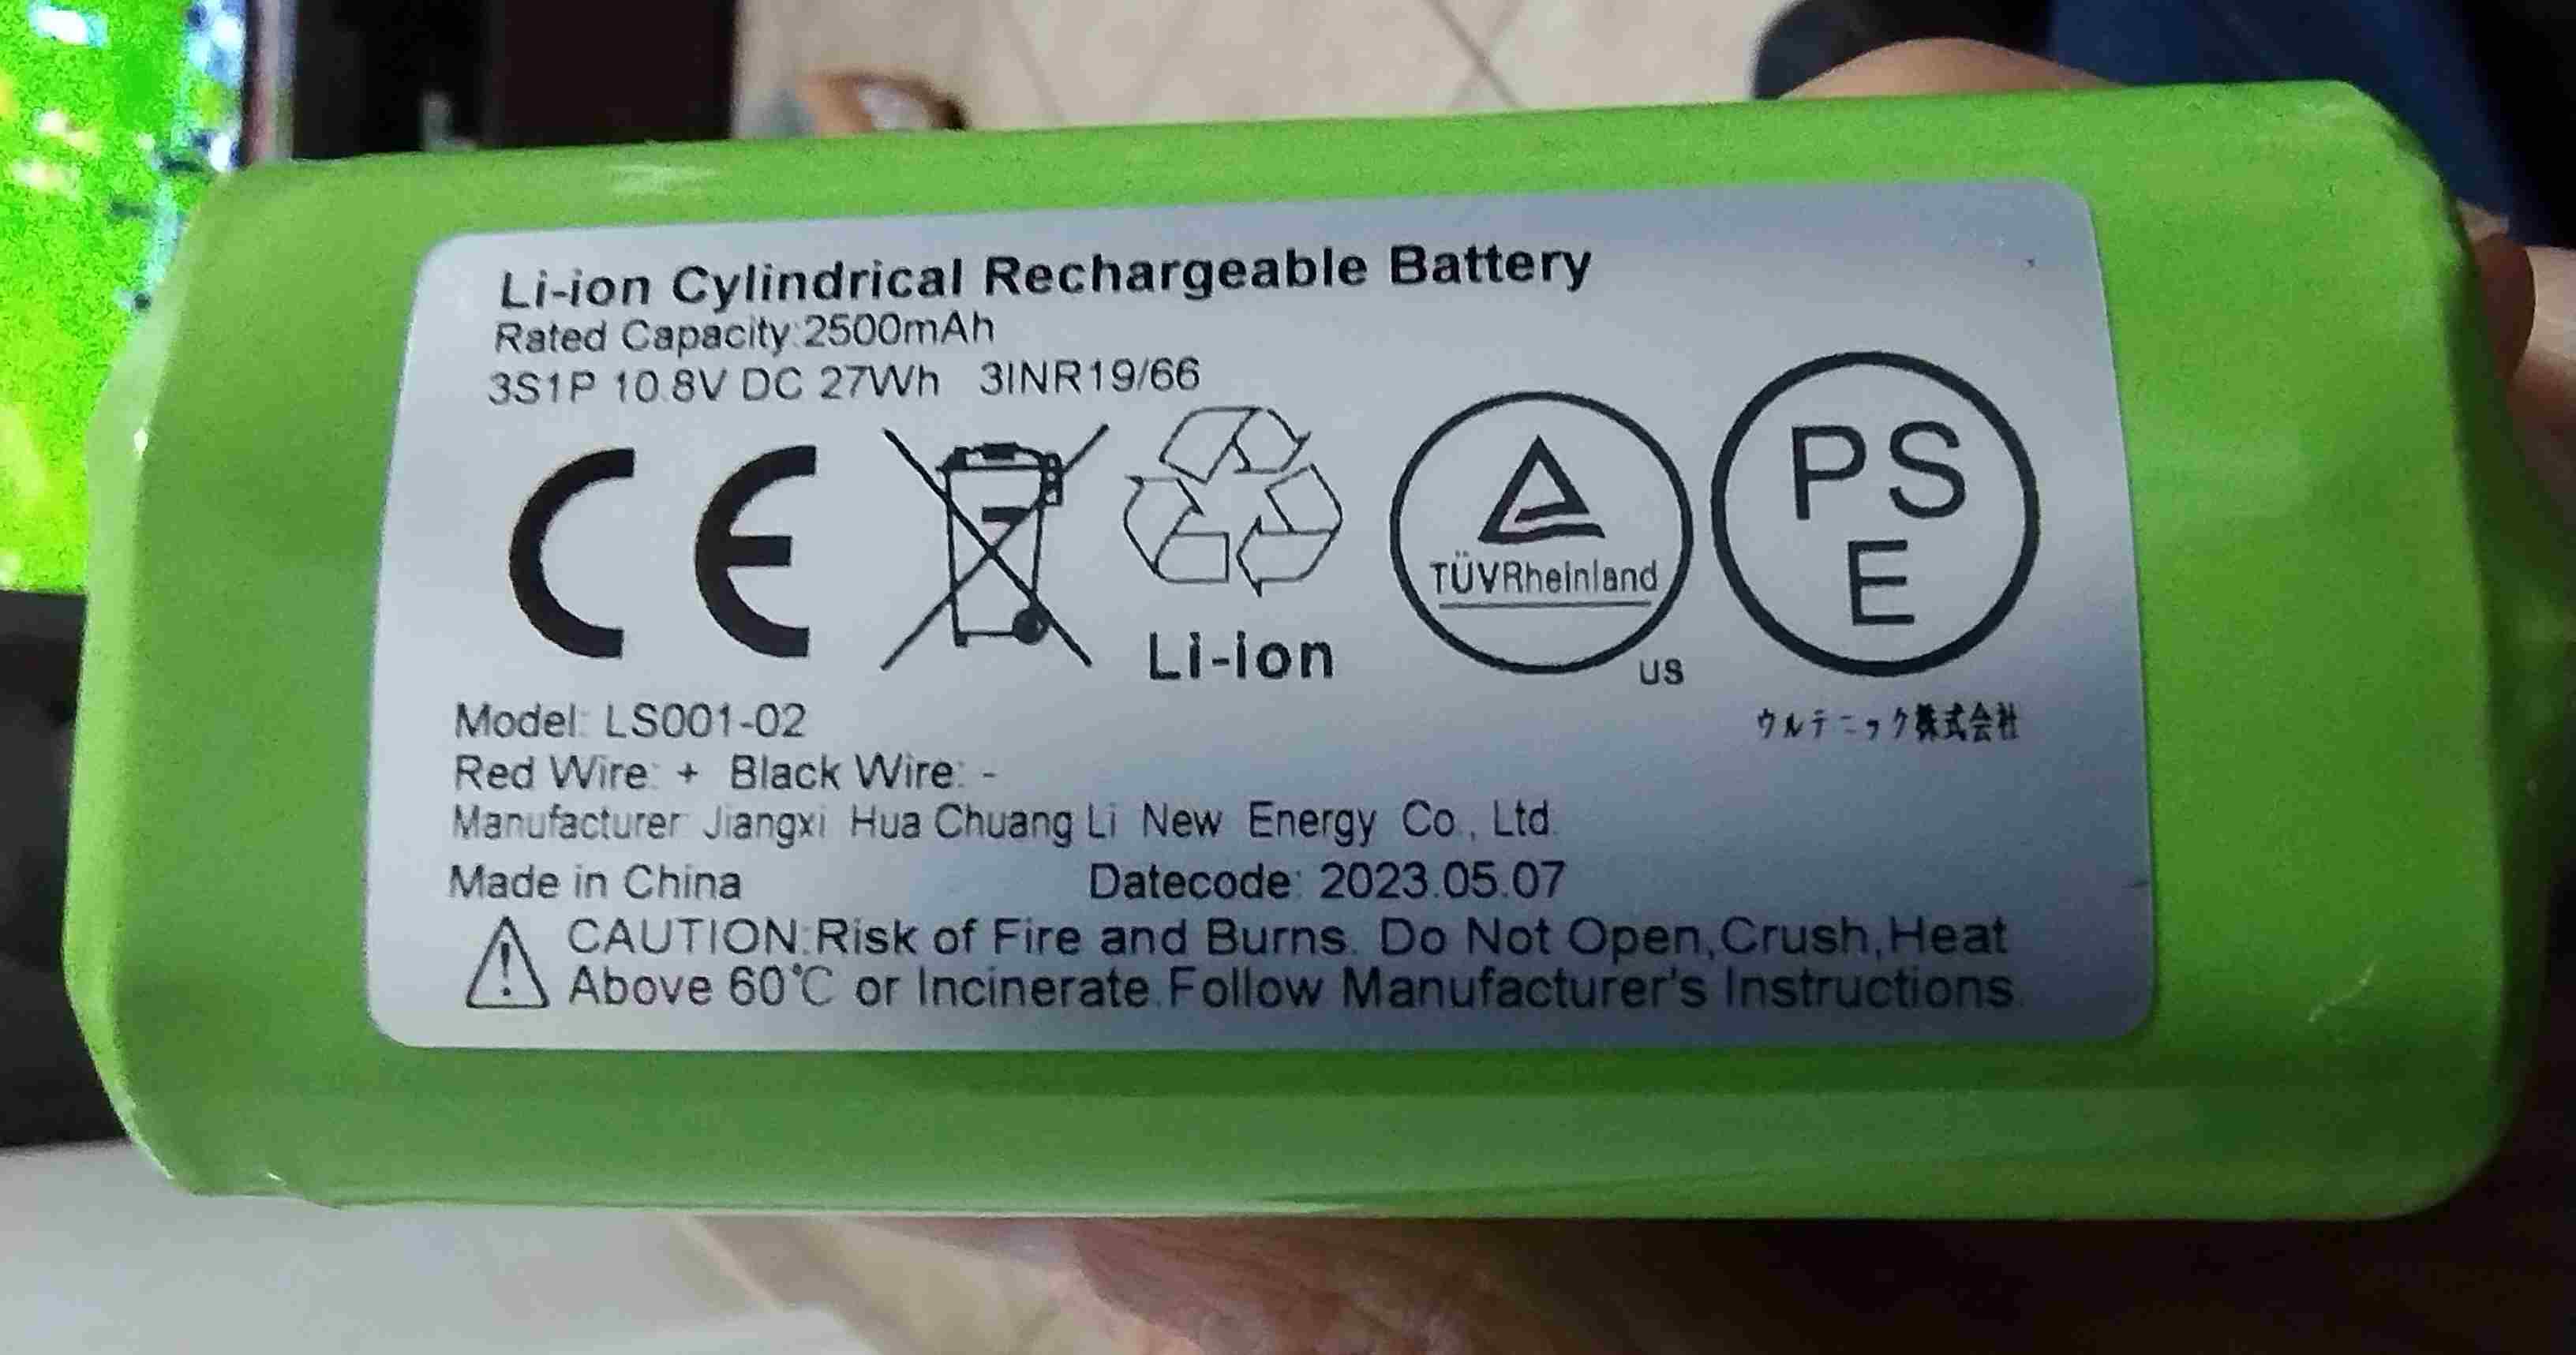 Li-ion Cylindrical Rechargeable Battery
Rated Capacity:2500mAh
3S1P 10.8V DC 27Wh 3INR19/66
CE
Li-ion
TÜVRheinland
US
PS
E
ウルテニック株式会社
Model: LS001-02
Red Wire: + Black Wire: -
Manufacturer: Jiangxi Hua Chuang Li New Energy Co., Ltd.
Made in China Datecode: 2023.05.07
CAUTION:Risk of Fire and Burns. Do Not Open,Crush,Heat
Above 60℃ or Incinerate.Follow Manufacturer's Instructions.